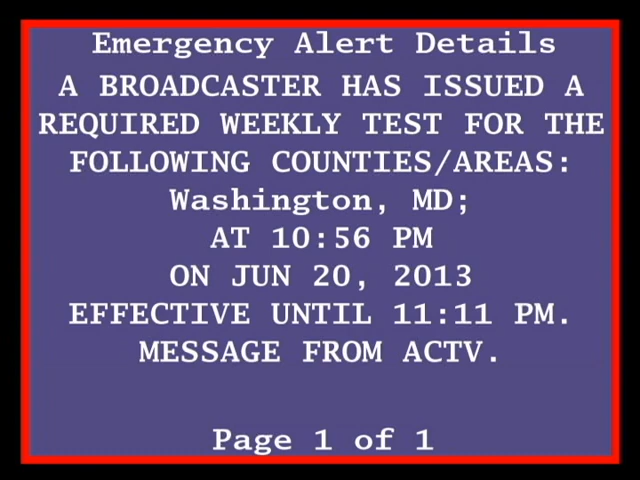 Emergency Alert Details
A BROADCASTER HAS ISSUED A
REQUIRED WEEKLY TEST FOR THE
FOLLOWING COUNTIES/AREAS:
Washington, MD;
AT 10:56 PM
ON JUN 20, 2013
EFFECTIVE UNTIL 11:11 PM.
MESSAGE FROM ACTV.
Page 1 of 1